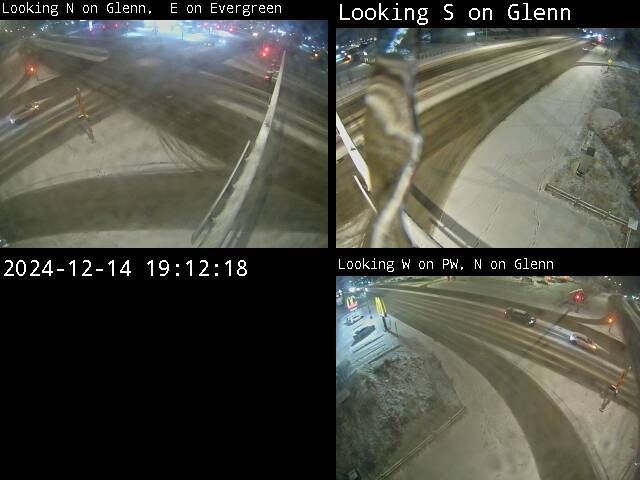 Looking N on Glenn,  E on Evergreen
Looking S on Glenn
2024-12-14 19:12:18
Looking W on PW, N on Glenn